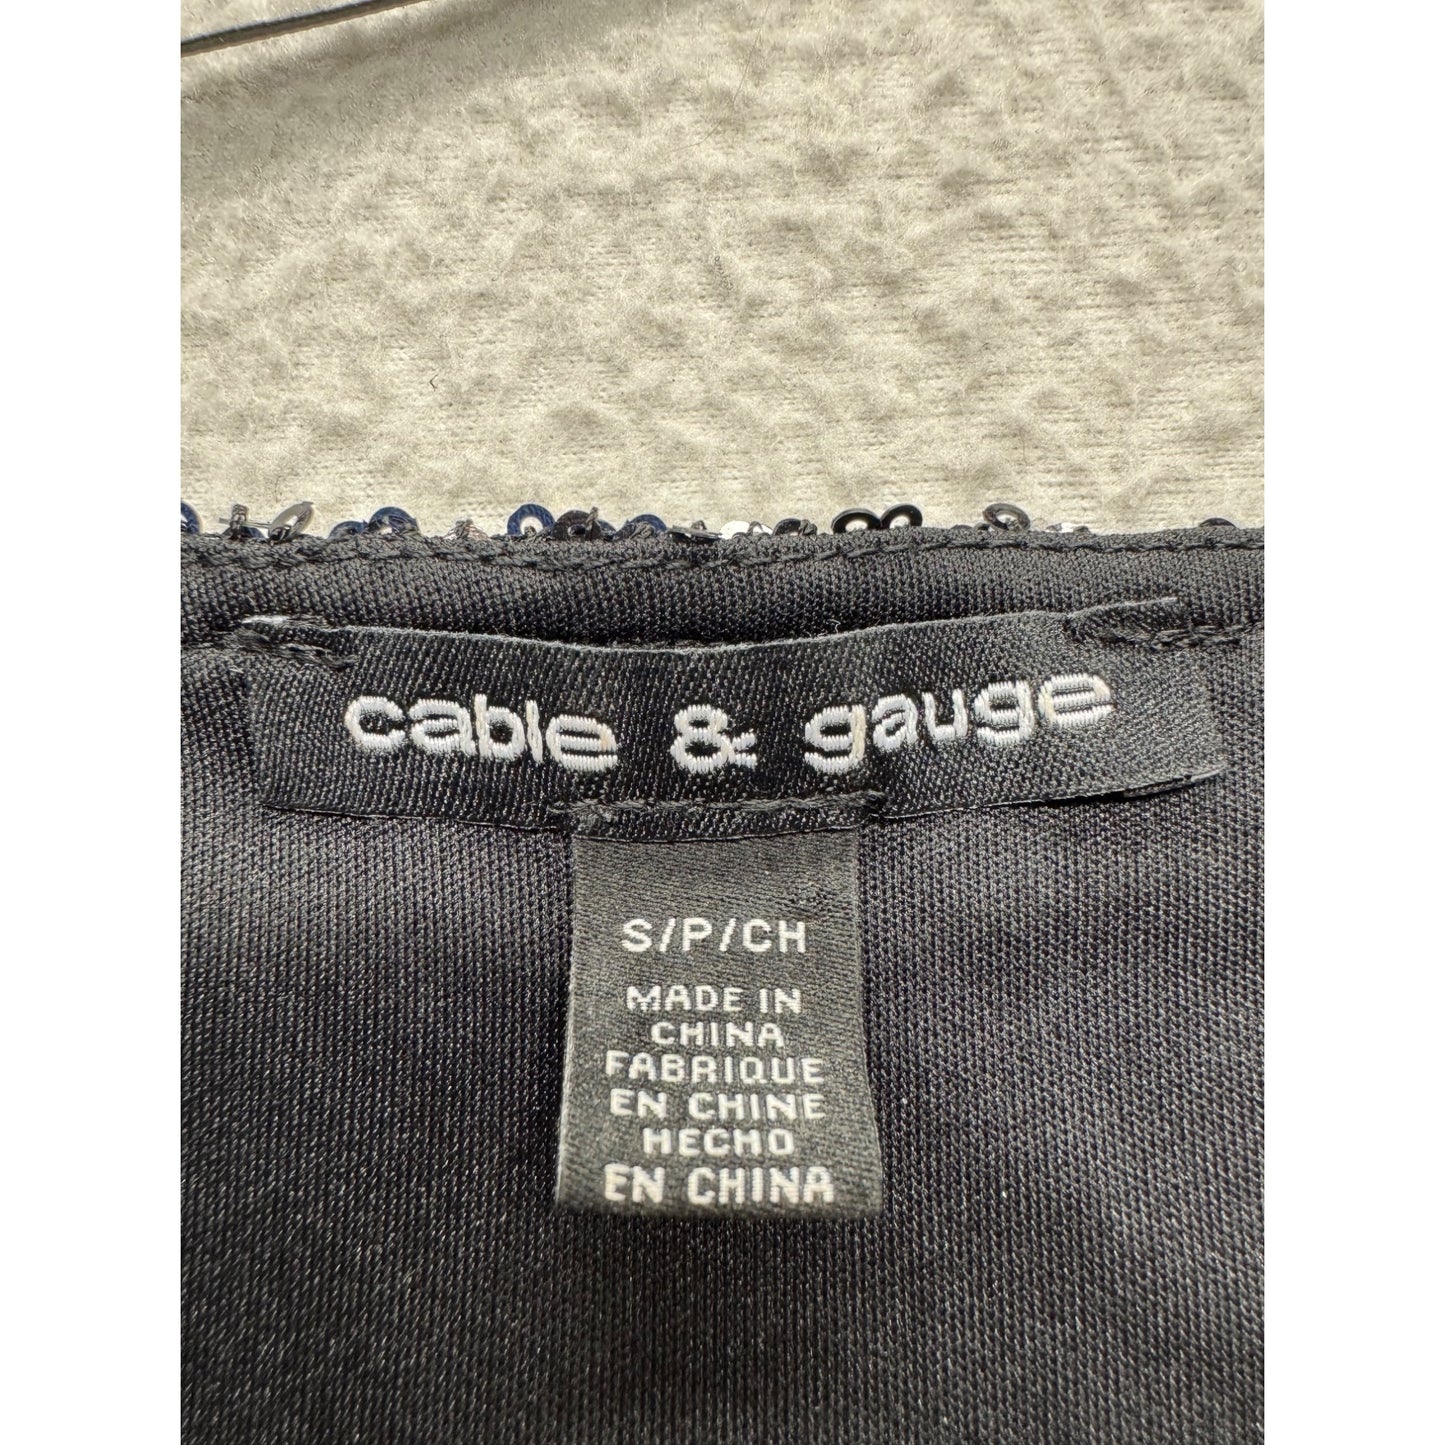 cable & gauge
S/P/CH
MADE IN
CHINA
FABRIQUE
EN CHINE
HECHO
EN CHINA